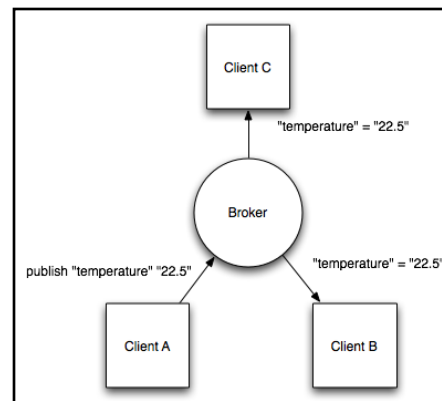 Client C
"temperature" = "22.5"
Broker
publish "temperature" "22.5"
"temperature" = "22.5"
Client A
Client B